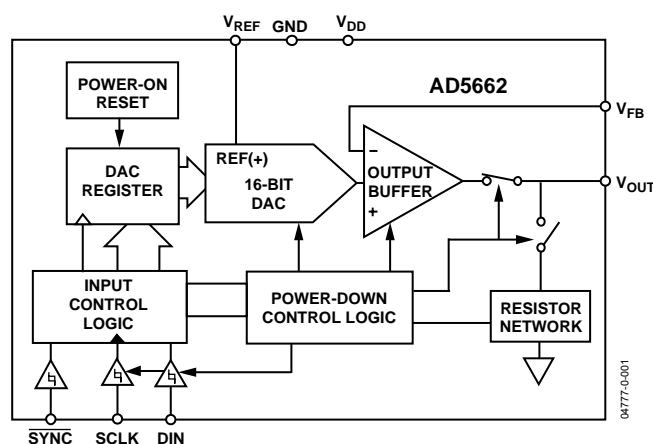 VREF GND VDD
POWER-ON
RESET
AD5662
VFB
REF(+)
DAC
REGISTER
16-BIT
DAC
–
OUTPUT
BUFFER
+
VOUT
INPUT
CONTROL
LOGIC
POWER-DOWN
CONTROL LOGIC
RESISTOR
NETWORK
SYNC SCLK DIN
04777-0-001